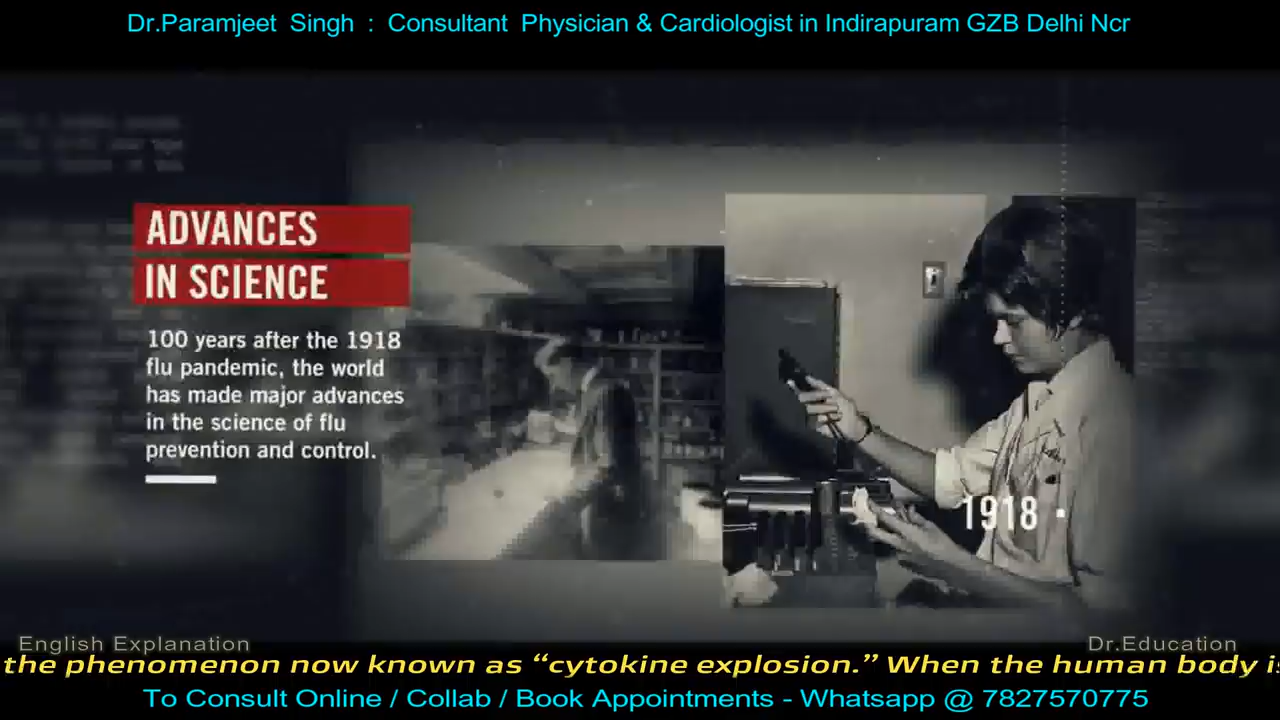 Dr.Paramjeet Singh : Consultant Physician & Cardiologist in Indirapuram GZB Delhi Ncr
ADVANCES
IN SCIENCE
100 years after the 1918
flu pandemic, the world
has made major advances
in the science of flu
prevention and control.
1918
English Explanation
Dr.Education
the phenomenon now known as “cytokine explosion.” When the human body is
To Consult Online / Collab / Book Appointments - Whatsapp @ 7827570775